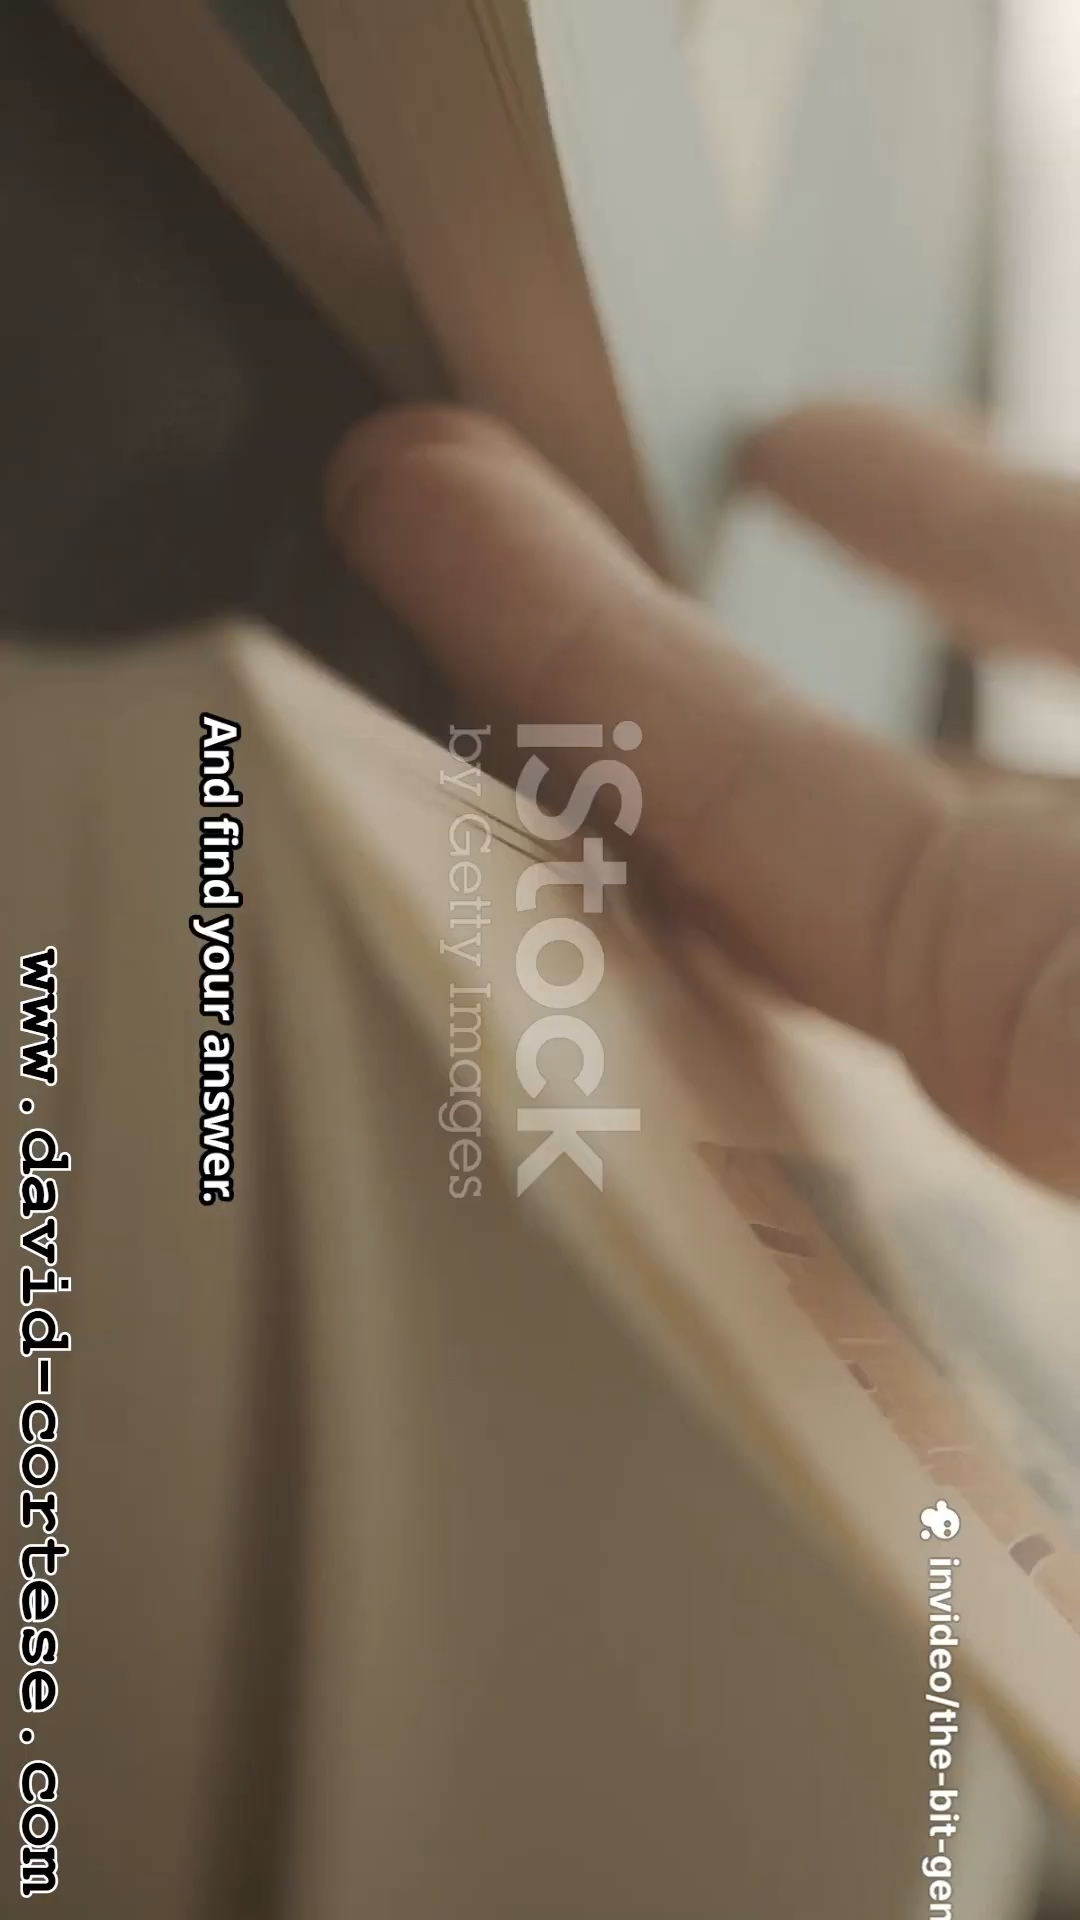 invideo/the-bit-gen
iStock
by Getty Images
And find your answer.
www.david-cortese.com